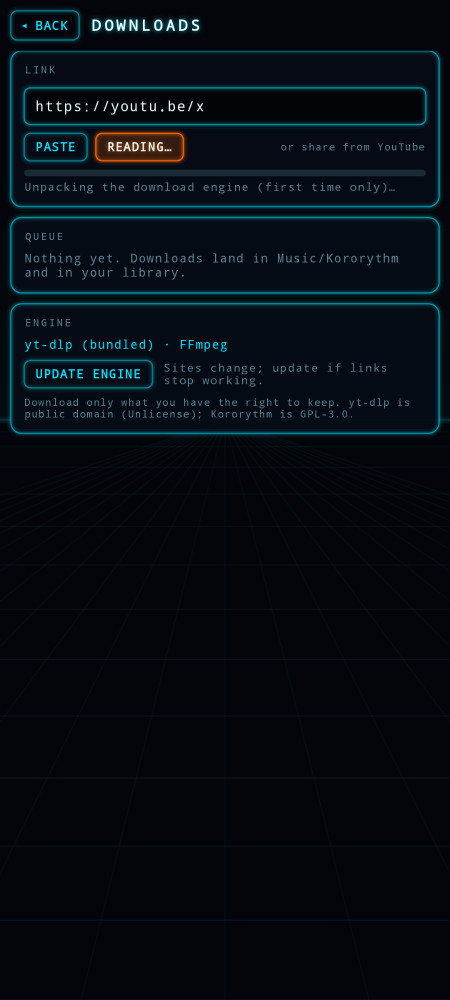 ◂ BACK DOWNLOADS
LINK
https://youtu.be/x
PASTE READING… or share from YouTube
Unpacking the download engine (first time only)…
QUEUE
Nothing yet. Downloads land in Music/Kororythm
and in your library.
ENGINE
yt-dlp (bundled) · FFmpeg
UPDATE ENGINE Sites change; update if links
stop working.
Download only what you have the right to keep. yt-dlp is
public domain (Unlicense); Kororythm is GPL-3.0.